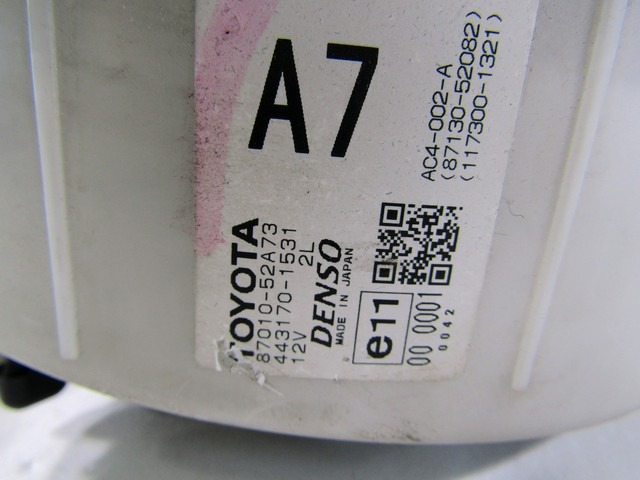 A7
AC4-002-A
(87130-52082)
(117300-1321)
TOYOTA
87010-52A73
443170-1531
12V 2L
DENSO
MADE IN JAPAN
e11
00 0001
0042